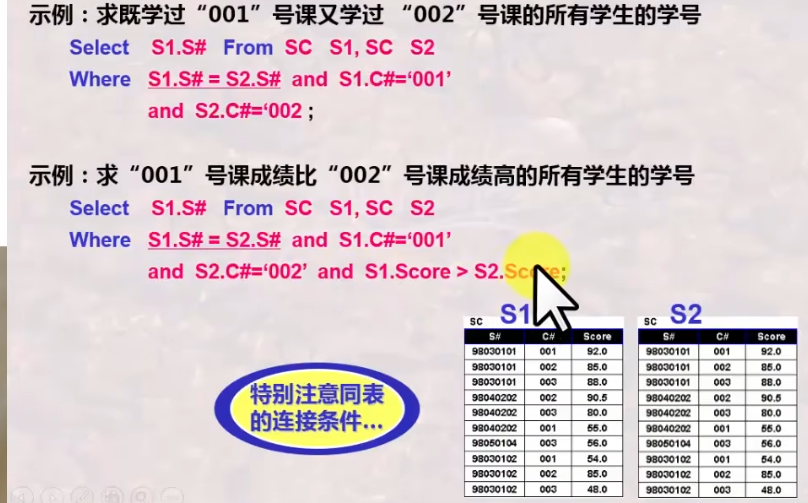 示例：求既学过“001”号课又学过 “002”号课的所有学生的学号
Select S1.S# From SC S1, SC S2
Where S1.S# = S2.S# and S1.C#=‘001’
and S2.C#=‘002 ;
示例：求“001”号课成绩比“002”号课成绩高的所有学生的学号
Select S1.S# From SC S1, SC S2
Where S1.S# = S2.S# and S1.C#=‘001’
and S2.C#=‘002’ and S1.Score > S2.Score;
特别注意同表
的连接条件…
SC S1
S# C# Score
98030101 001 92.0
98030101 002 85.0
98030101 003 88.0
98040202 002 90.5
98040202 003 80.0
98040202 001 55.0
98050104 003 56.0
98030102 001 54.0
98030102 002 85.0
98030102 003 48.0
SC S2
S# C# Score
98030101 001 92.0
98030101 002 85.0
98030101 003 88.0
98040202 002 90.5
98040202 003 80.0
98040202 001 55.0
98050104 003 56.0
98030102 001 54.0
98030102 002 85.0
98030102 003 48.0